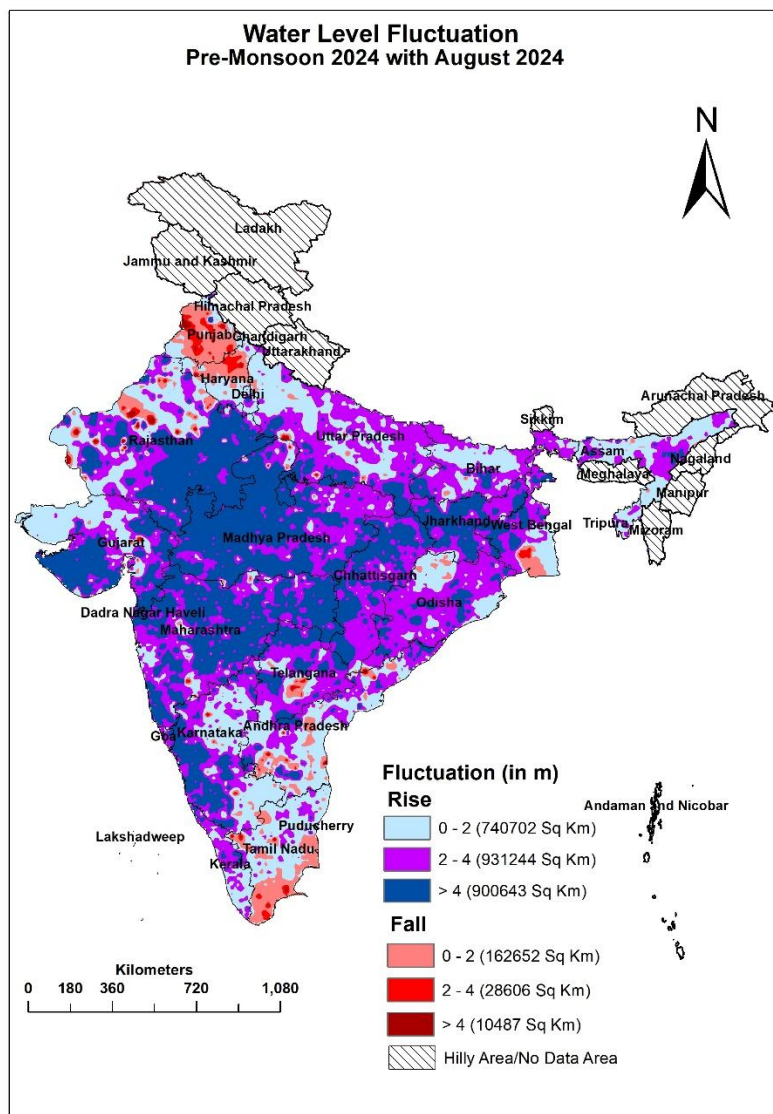 Water Level Fluctuation
Pre-Monsoon 2024 with August 2024
N
Ladakh
Jammu and Kashmir
Himachal Pradesh
Punjab
Chandigarh
Uttarakhand
Haryana
Delhi
Arunachal Pradesh
Sikkim
Rajasthan
Uttar Pradesh
Assam
Nagaland
Bihar
Meghalaya
Manipur
Jharkhand
West Bengal
Tripura
Mizoram
Gujarat
Madhya Pradesh
Chhattisgarh
Odisha
Dadra Nagar Haveli
Maharashtra
Telangana
Goa
Karnataka
Andhra Pradesh
Fluctuation (in m)
Rise
0 - 2 (740702 Sq Km)
2 - 4 (931244 Sq Km)
> 4 (900643 Sq Km)
Andaman and Nicobar
Puducherry
Lakshadweep
Tamil Nadu
Kerala
Fall
0 - 2 (162652 Sq Km)
2 - 4 (28606 Sq Km)
> 4 (10487 Sq Km)
Hilly Area/No Data Area
Kilometers
0 180 360 720 1,080